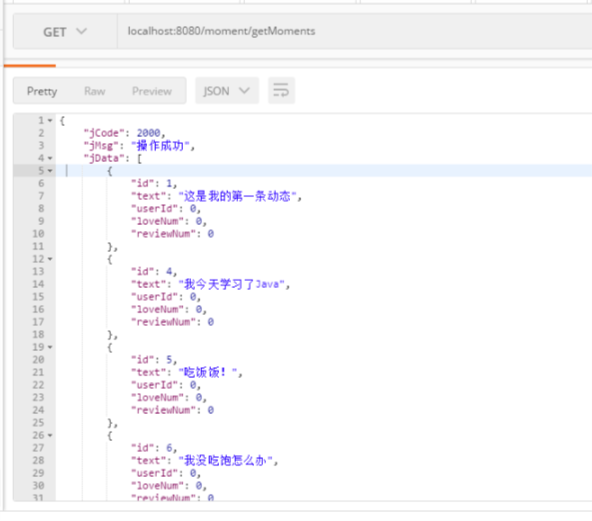 GET localhost:8080/moment/getMoments
Pretty Raw Preview JSON
1 {
2 "jCode": 2000,
3 "jMsg": "操作成功",
4 "jData": [
5 {
6 "id": 1,
7 "text": "这是我的第一条动态",
8 "userId": 0,
9 "loveNum": 0,
10 "reviewNum": 0
11 },
12 {
13 "id": 4,
14 "text": "我今天学习了Java",
15 "userId": 0,
16 "loveNum": 0,
17 "reviewNum": 0
18 },
19 {
20 "id": 5,
21 "text": "吃饭饭！",
22 "userId": 0,
23 "loveNum": 0,
24 "reviewNum": 0
25 },
26 {
27 "id": 6,
28 "text": "我没吃饱怎么办",
29 "userId": 0,
30 "loveNum": 0,
31 "reviewNum": 0